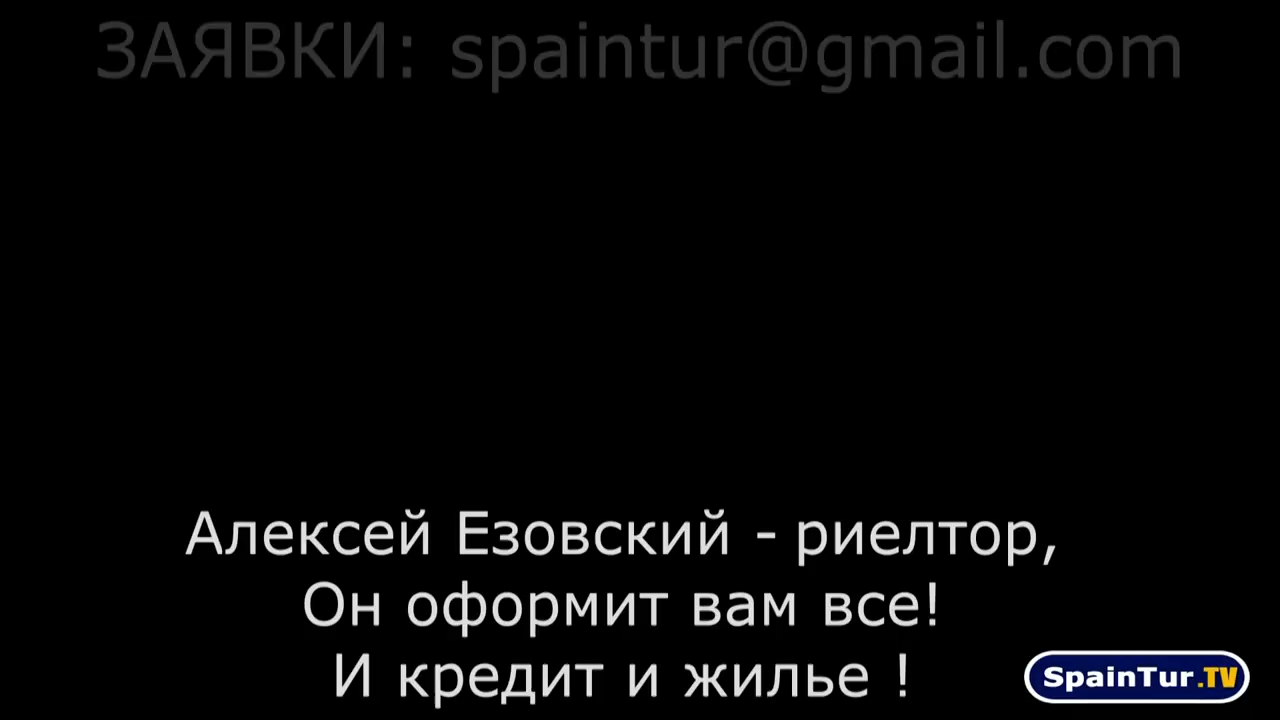 ЗАЯВКИ: spaintur@gmail.com
Алексей Езовский - риелтор,
Он оформит вам все!
И кредит и жилье !
SpainTur.TV